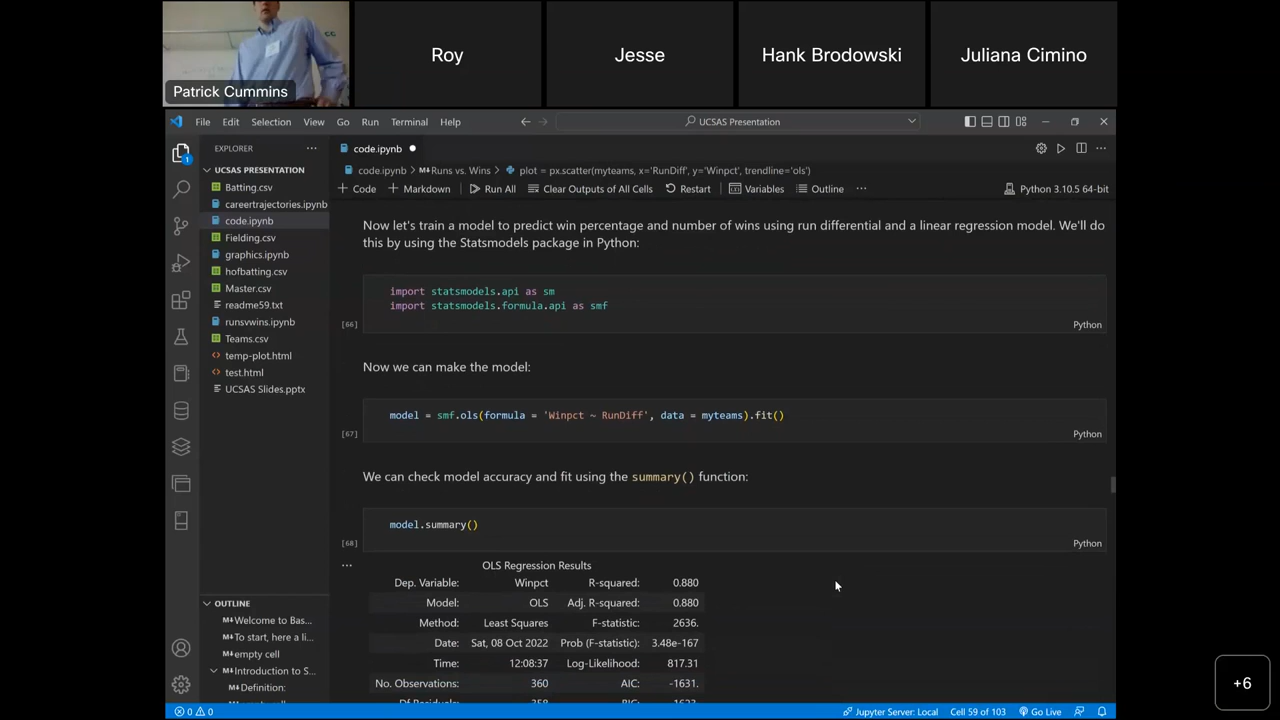 Patrick Cummins
Roy
Jesse
Hank Brodowski
Juliana Cimino
File Edit Selection View Go Run Terminal Help
UCSAS Presentation
EXPLORER
code.ipynb
code.ipynb > M↓Runs vs. Wins > plot = px.scatter(myteams, x='RunDiff', y='Winpct', trendline='ols')
+ Code + Markdown Run All Clear Outputs of All Cells Restart Variables Outline ... Python 3.10.5 64-bit
UCSAS PRESENTATION
Batting.csv
careertrajectories.ipynb
code.ipynb
Fielding.csv
graphics.ipynb
hofbatting.csv
Master.csv
readme59.txt
runsvwins.ipynb
Teams.csv
temp-plot.html
test.html
UCSAS Slides.pptx
OUTLINE
M↓Welcome to Bas...
M↓To start, here a li...
M↓empty cell
M↓Introduction to S...
M↓Definition:
Now let's train a model to predict win percentage and number of wins using run differential and a linear regression model. We'll do
this by using the Statsmodels package in Python:
import statsmodels.api as sm
import statsmodels.formula.api as smf
[66] Python
Now we can make the model:
model = smf.ols(formula = 'Winpct ~ RunDiff', data = myteams).fit()
[67] Python
We can check model accuracy and fit using the summary() function:
model.summary()
[68] Python
OLS Regression Results
Dep. Variable: Winpct R-squared: 0.880
Model: OLS Adj. R-squared: 0.880
Method: Least Squares F-statistic: 2636.
Date: Sat, 08 Oct 2022 Prob (F-statistic): 3.48e-167
Time: 12:08:37 Log-Likelihood: 817.31
No. Observations: 360 AIC: -1631.
+6
0 0 Jupyter Server: Local Cell 59 of 103 Go Live